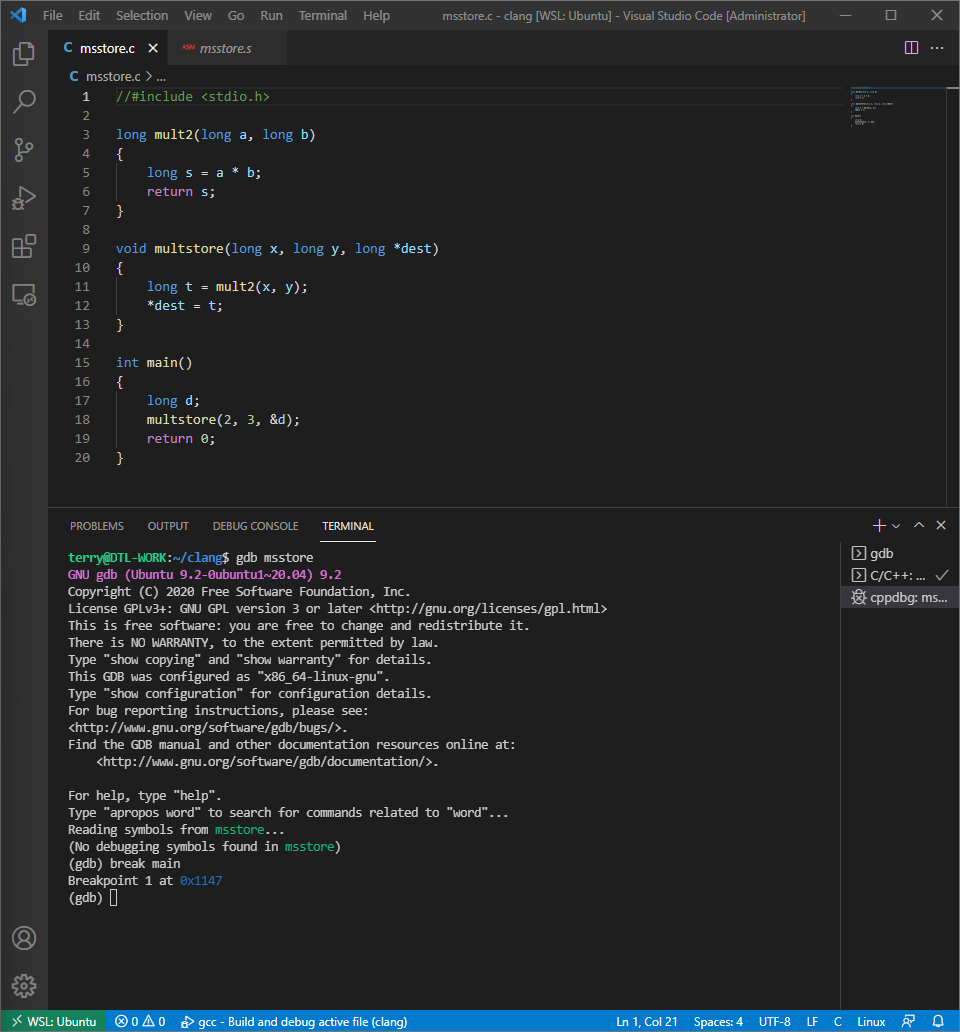 File Edit Selection View Go Run Terminal Help msstore.c - clang [WSL: Ubuntu] - Visual Studio Code [Administrator]
C msstore.c ASM msstore.s
C msstore.c > ...
1 //#include <stdio.h>
2
3 long mult2(long a, long b)
4 {
5 long s = a * b;
6 return s;
7 }
8
9 void multstore(long x, long y, long *dest)
10 {
11 long t = mult2(x, y);
12 *dest = t;
13 }
14
15 int main()
16 {
17 long d;
18 multstore(2, 3, &d);
19 return 0;
20 }
PROBLEMS OUTPUT DEBUG CONSOLE TERMINAL
terry@DTL-WORK:~/clang$ gdb msstore
GNU gdb (Ubuntu 9.2-0ubuntu1~20.04) 9.2
Copyright (C) 2020 Free Software Foundation, Inc.
License GPLv3+: GNU GPL version 3 or later <http://gnu.org/licenses/gpl.html>
This is free software: you are free to change and redistribute it.
There is NO WARRANTY, to the extent permitted by law.
Type "show copying" and "show warranty" for details.
This GDB was configured as "x86_64-linux-gnu".
Type "show configuration" for configuration details.
For bug reporting instructions, please see:
<http://www.gnu.org/software/gdb/bugs/>.
Find the GDB manual and other documentation resources online at:
<http://www.gnu.org/software/gdb/documentation/>.
For help, type "help".
Type "apropos word" to search for commands related to "word"...
Reading symbols from msstore...
(No debugging symbols found in msstore)
(gdb) break main
Breakpoint 1 at 0x1147
(gdb)
gdb
C/C++: ...
cppdbg: ms...
WSL: Ubuntu 0 0 gcc - Build and debug active file (clang) Ln 1, Col 21 Spaces: 4 UTF-8 LF C Linux